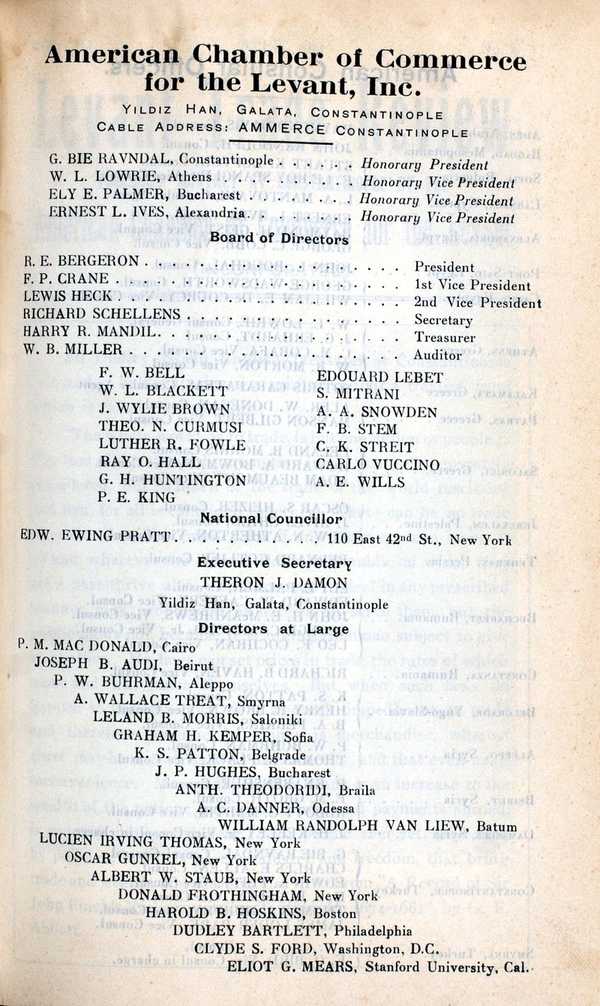 American Chamber of Commerce
for the Levant, Inc.
YILDIZ HAN, GALATA, CONSTANTINOPLE
CABLE ADDRESS: AMMERCE CONSTANTINOPLE
G. BIE RAVNDAL, Constantinople . . . . . . Honorary President
W. L. LOWRIE, Athens . . . . . . . . . Honorary Vice President
ELY E. PALMER, Bucharest . . . . . . . Honorary Vice President
ERNEST L. IVES, Alexandria. . . . . . . Honorary Vice President
Board of Directors
R. E. BERGERON . . . . . . . . . . . . . . . . President
F. P. CRANE . . . . . . . . . . . . . . . . . . 1st Vice President
LEWIS HECK . . . . . . . . . . . . . . . . . . 2nd Vice President
RICHARD SCHELLENS . . . . . . . . . . . . . Secretary
HARRY R. MANDIL. . . . . . . . . . . . . . . Treasurer
W. B. MILLER . . . . . . . . . . . . . . . . . Auditor
F. W. BELL EDOUARD LEBET
W. L. BLACKETT S. MITRANI
J. WYLIE BROWN A. A. SNOWDEN
THEO. N. CURMUSI F. B. STEM
LUTHER R. FOWLE C. K. STREIT
RAY O. HALL CARLO VUCCINO
G. H. HUNTINGTON A. E. WILLS
P. E. KING
National Councillor
EDW. EWING PRATT. . . . . . . . . . . 110 East 42nd St., New York
Executive Secretary
THERON J. DAMON
Yildiz Han, Galata, Constantinople
Directors at Large
P. M. MAC DONALD, Cairo
JOSEPH B. AUDI, Beirut
P. W. BUHRMAN, Aleppo
A. WALLACE TREAT, Smyrna
LELAND B. MORRIS, Saloniki
GRAHAM H. KEMPER, Sofia
K. S. PATTON, Belgrade
J. P. HUGHES, Bucharest
ANTH. THEODORIDI, Braila
A. C. DANNER, Odessa
WILLIAM RANDOLPH VAN LIEW, Batum
LUCIEN IRVING THOMAS, New York
OSCAR GUNKEL, New York
ALBERT W. STAUB, New York
DONALD FROTHINGHAM, New York
HAROLD B. HOSKINS, Boston
DUDLEY BARTLETT, Philadelphia
CLYDE S. FORD, Washington, D.C.
ELIOT G. MEARS, Stanford University, Cal.